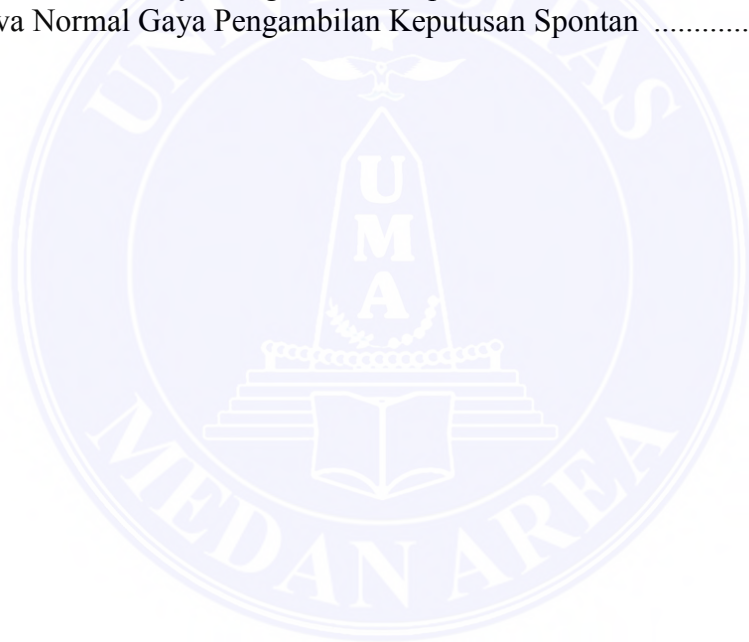 va Normal Gaya Pengambilan Keputusan Spontan ............
U
M
A
MEDAN AREA